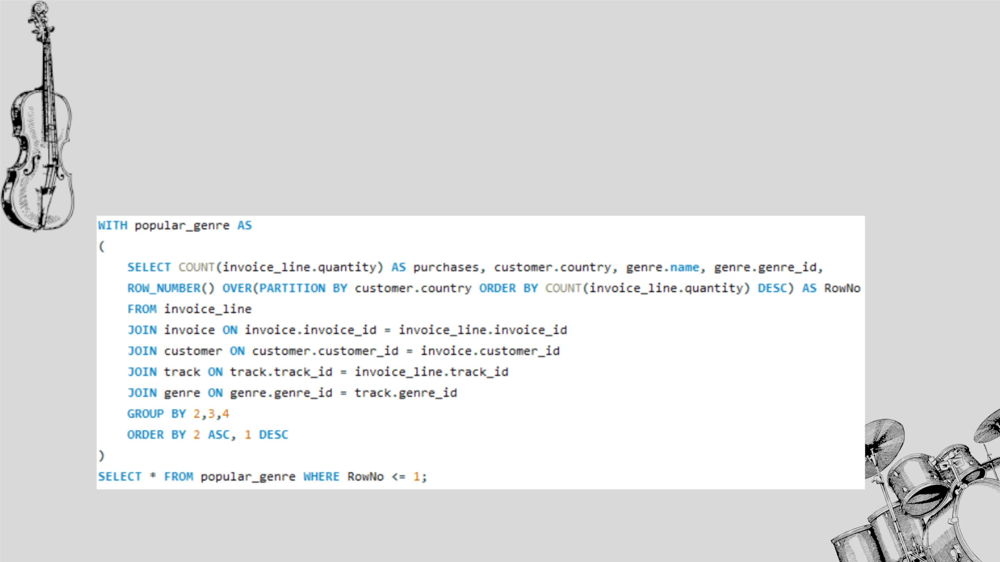 WITH popular_genre AS
(
SELECT COUNT(invoice_line.quantity) AS purchases, customer.country, genre.name, genre.genre_id,
ROW_NUMBER() OVER(PARTITION BY customer.country ORDER BY COUNT(invoice_line.quantity) DESC) AS RowNo
FROM invoice_line
JOIN invoice ON invoice.invoice_id = invoice_line.invoice_id
JOIN customer ON customer.customer_id = invoice.customer_id
JOIN track ON track.track_id = invoice_line.track_id
JOIN genre ON genre.genre_id = track.genre_id
GROUP BY 2,3,4
ORDER BY 2 ASC, 1 DESC
)
SELECT * FROM popular_genre WHERE RowNo <= 1;